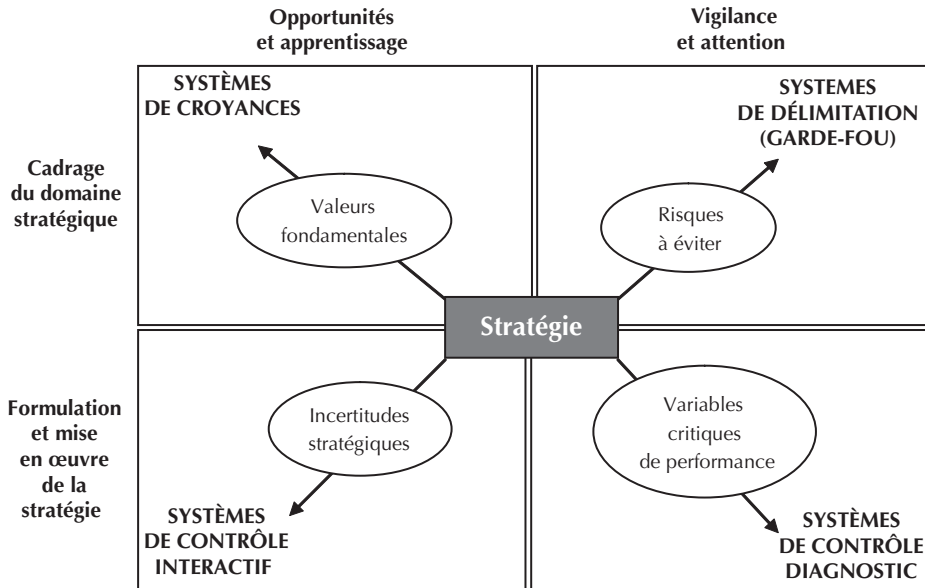 Opportunités
et apprentissage
Vigilance
et attention
Cadrage
du domaine
stratégique
SYSTÈMES
DE CROYANCES
Valeurs
fondamentales
SYSTEMES
DE DÉLIMITATION
(GARDE-FOU)
Risques
à éviter
Stratégie
Formulation
et mise
en œuvre
de la
stratégie
Incertitudes
stratégiques
SYSTÈMES
DE CONTRÔLE
INTERACTIF
Variables
critiques
de performance
SYSTÈMES
DE CONTRÔLE
DIAGNOSTIC